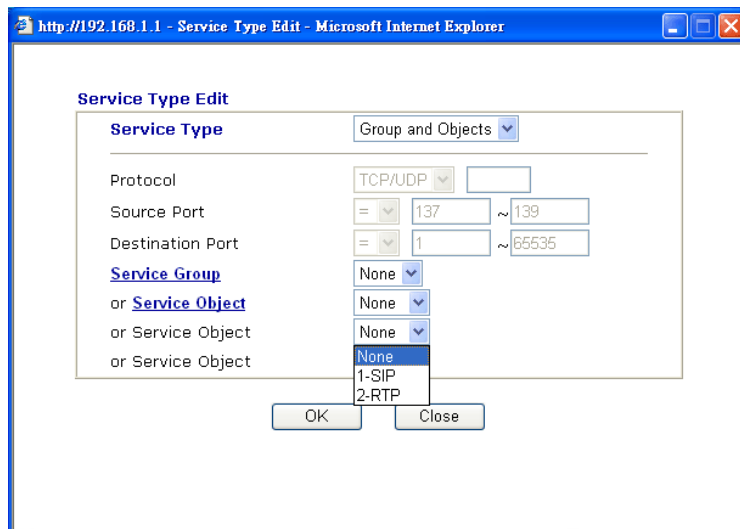 http://192.168.1.1 - Service Type Edit - Microsoft Internet Explorer
Service Type Edit
Service Type Group and Objects
Protocol TCP/UDP
Source Port = 137 ~ 139
Destination Port = 1 ~ 65535
Service Group None
or Service Object None
or Service Object None
or Service Object
None
1-SIP
2-RTP
OK Close